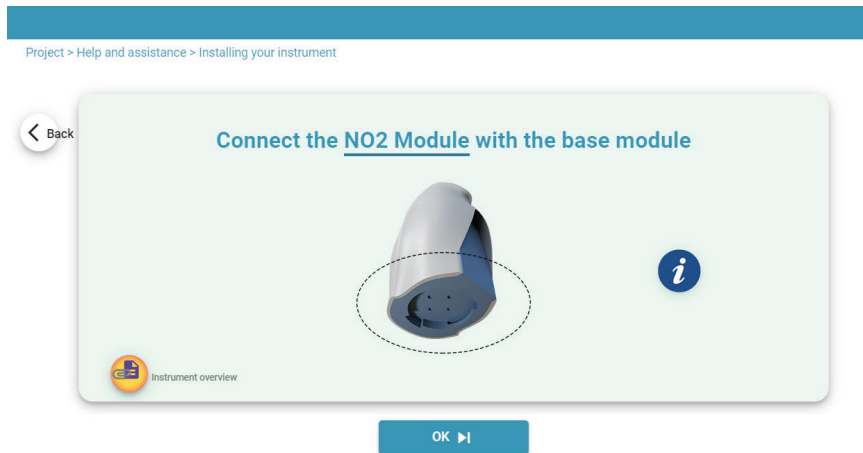 Project > Help and assistance > Installing your instrument
Back
Connect the NO2 Module with the base module
i
Instrument overview
OK